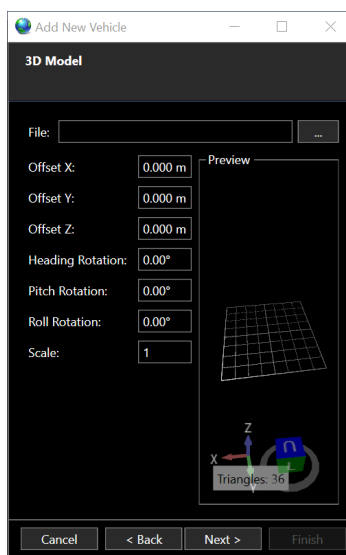 Add New Vehicle
3D Model
File:
...
Offset X: 0.000 m
Offset Y: 0.000 m
Offset Z: 0.000 m
Heading Rotation: 0.00°
Pitch Rotation: 0.00°
Roll Rotation: 0.00°
Scale: 1
Preview
Z
X
Y
Triangles: 36
Cancel
< Back
Next >
Finish